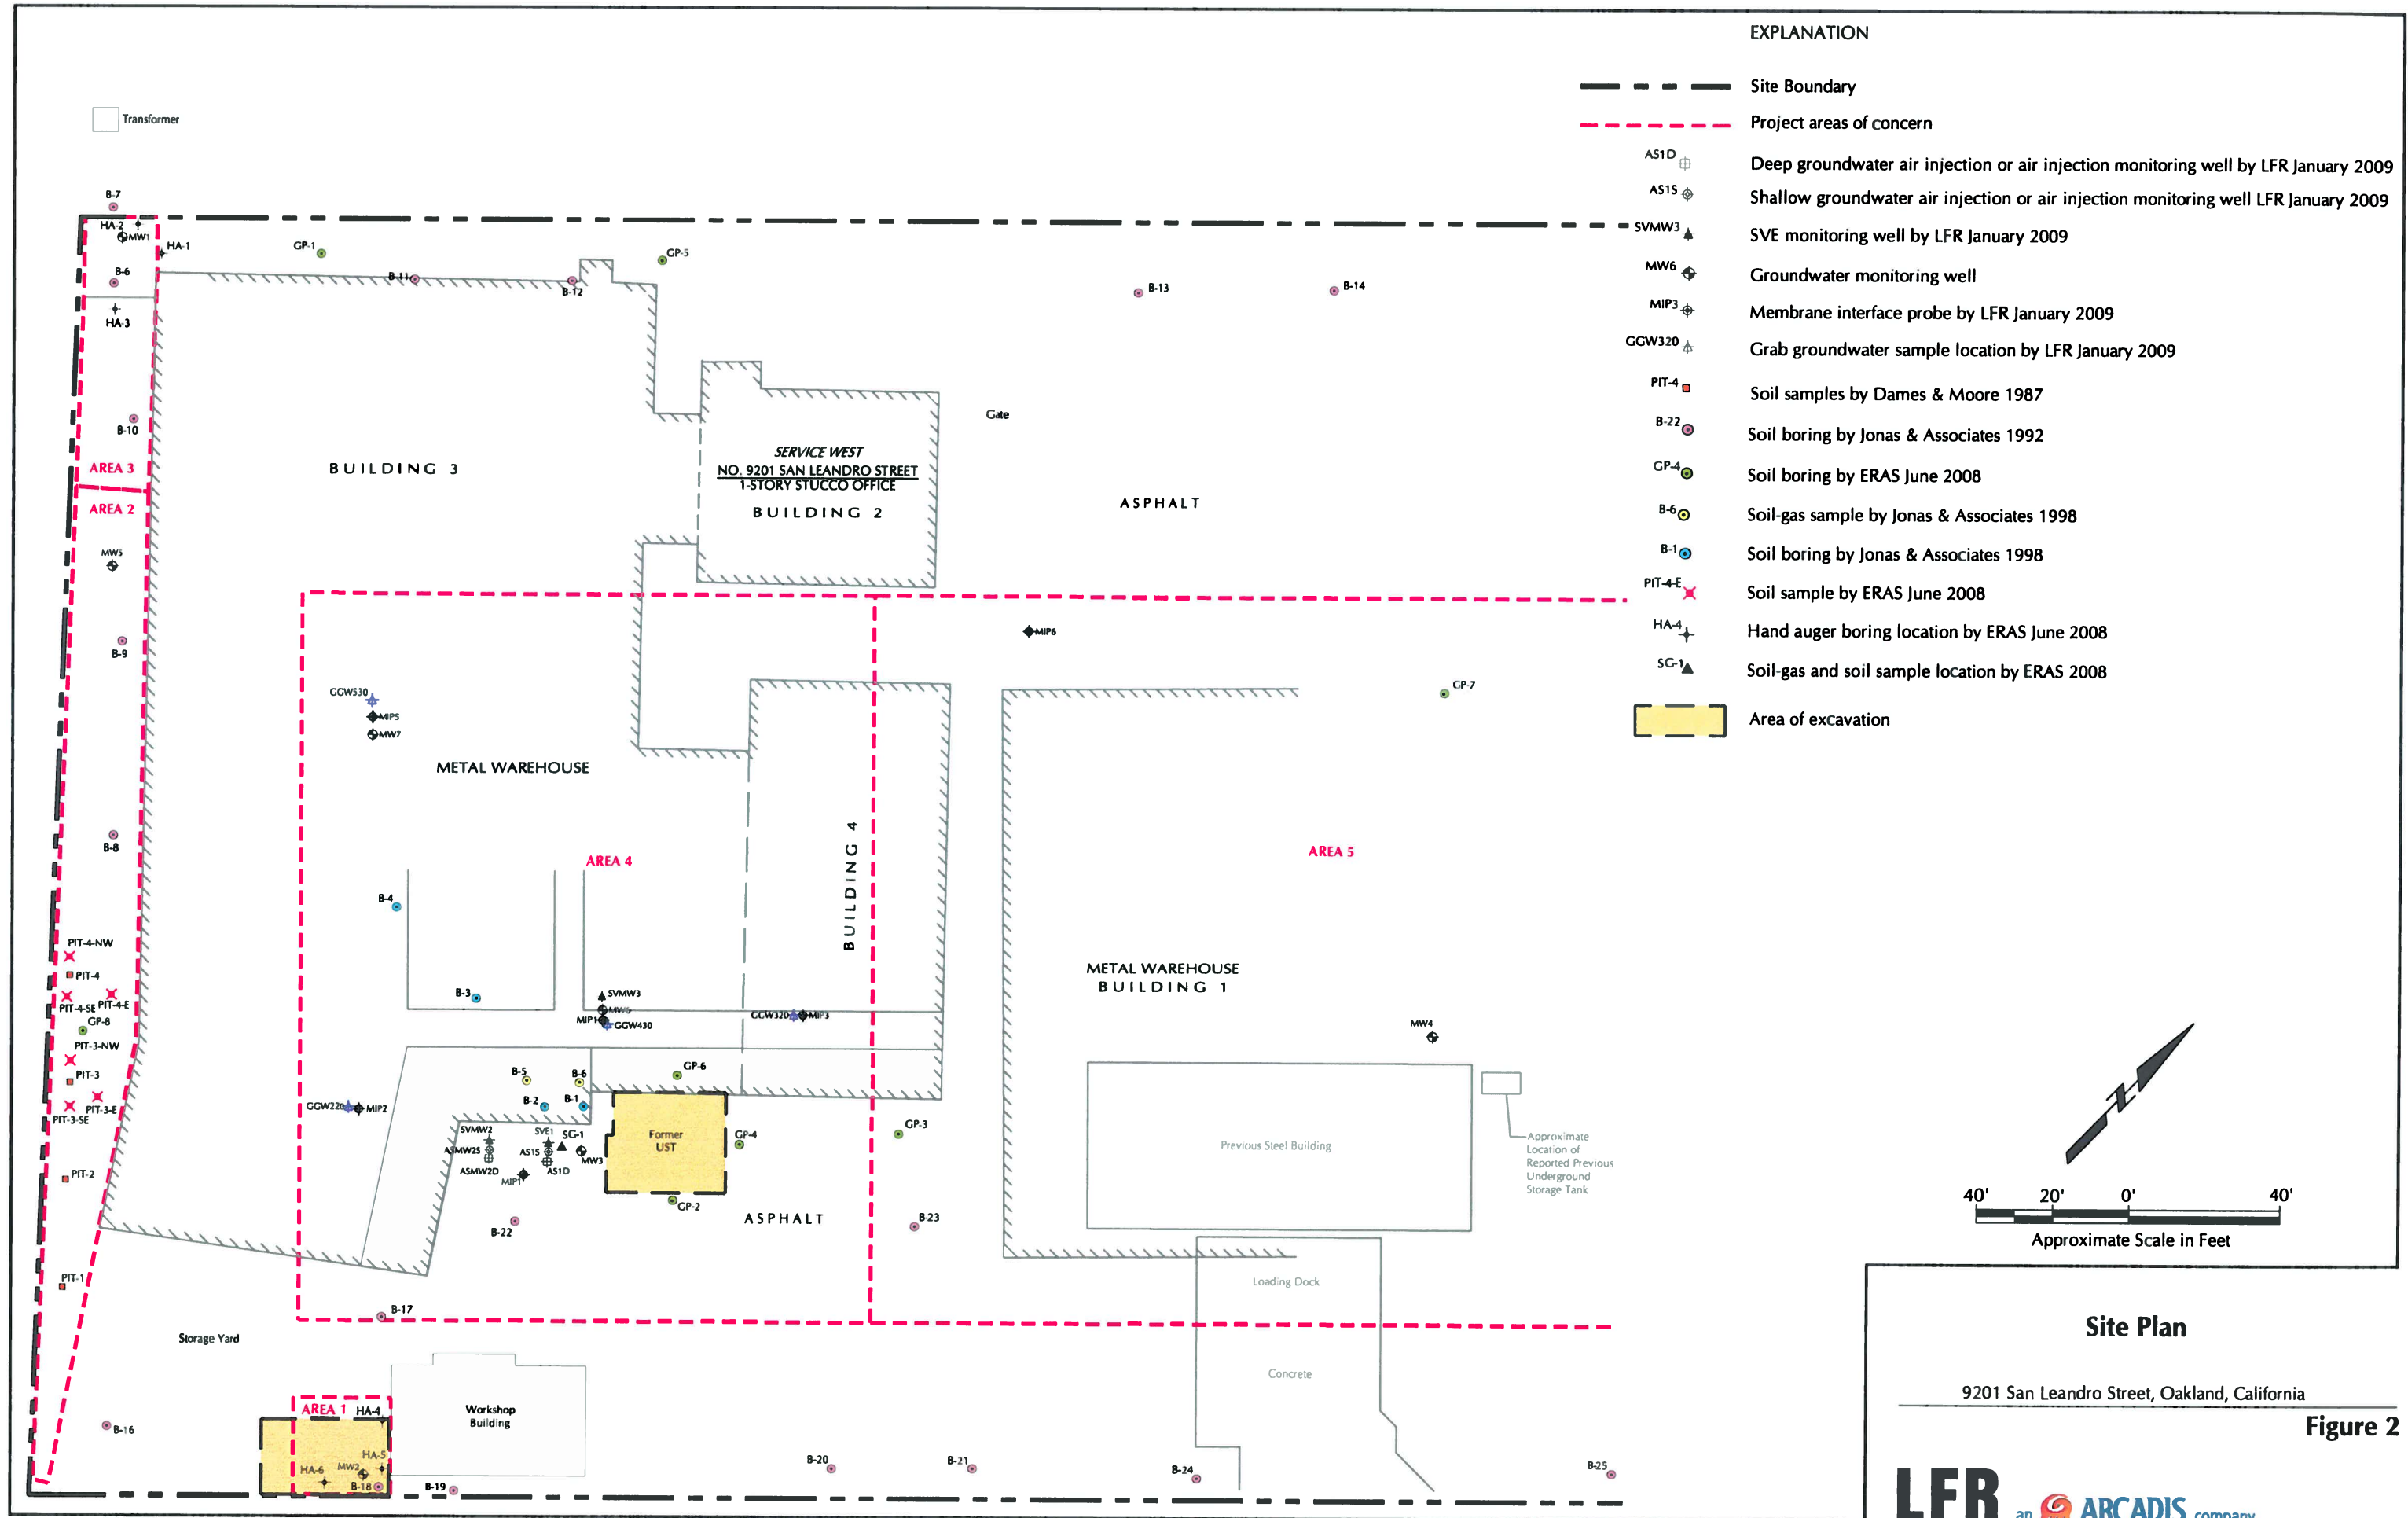 EXPLANATION
Site Boundary
Project areas of concern
AS1D
Deep groundwater air injection or air injection monitoring well by LFR January 2009
AS1S
Shallow groundwater air injection or air injection monitoring well LFR January 2009
SVMW3
SVE monitoring well by LFR January 2009
MW6
Groundwater monitoring well
MIP3
Membrane interface probe by LFR January 2009
GGW320
Grab groundwater sample location by LFR January 2009
PIT-4
Soil samples by Dames & Moore 1987
B-22
Soil boring by Jonas & Associates 1992
GP-4
Soil boring by ERAS June 2008
B-6
Soil-gas sample by Jonas & Associates 1998
B-1
Soil boring by Jonas & Associates 1998
PIT-4-E
Soil sample by ERAS June 2008
HA-4
Hand auger boring location by ERAS June 2008
SG-1
Soil-gas and soil sample location by ERAS 2008
Area of excavation
Transformer
B-7
HA-2
MW1
HA-1
GP-1
GP-5
B-6
B-11
B-12
B-13
B-14
HA-3
B-10
Gate
AREA 3
BUILDING 3
SERVICE WEST
NO. 9201 SAN LEANDRO STREET
1-STORY STUCCO OFFICE
BUILDING 2
ASPHALT
AREA 2
MW5
B-9
MIP6
GGW530
MIP5
MW7
GP-7
METAL WAREHOUSE
B-8
AREA 4
BUILDING 4
AREA 5
B-4
PIT-4-NW
PIT-4
PIT-4-SE
PIT-4-E
GP-8
B-3
SVMW3
MW6
MIP1
GGW430
GGW320
MIP3
METAL WAREHOUSE
BUILDING 1
MW4
PIT-3-NW
PIT-3
PIT-3-E
PIT-3-SE
B-5
B-6
GP-6
GGW220
MIP2
B-2
B-1
SVMW2
ASMW2S
ASMW2D
SVE1
SG-1
AS1S
AS1D
MW3
MIP1
Former
UST
GP-4
GP-3
GP-2
Previous Steel Building
Approximate
Location of
Reported Previous
Underground
Storage Tank
PIT-2
B-22
ASPHALT
B-23
PIT-1
Loading Dock
B-17
Storage Yard
Concrete
AREA 1
HA-4
Workshop
Building
B-16
HA-5
HA-6
MW2
B-18
B-19
B-20
B-21
B-24
B-25
N
40' 20' 0' 40'
Approximate Scale in Feet
Site Plan
9201 San Leandro Street, Oakland, California
Figure 2
LFR an ARCADIS company